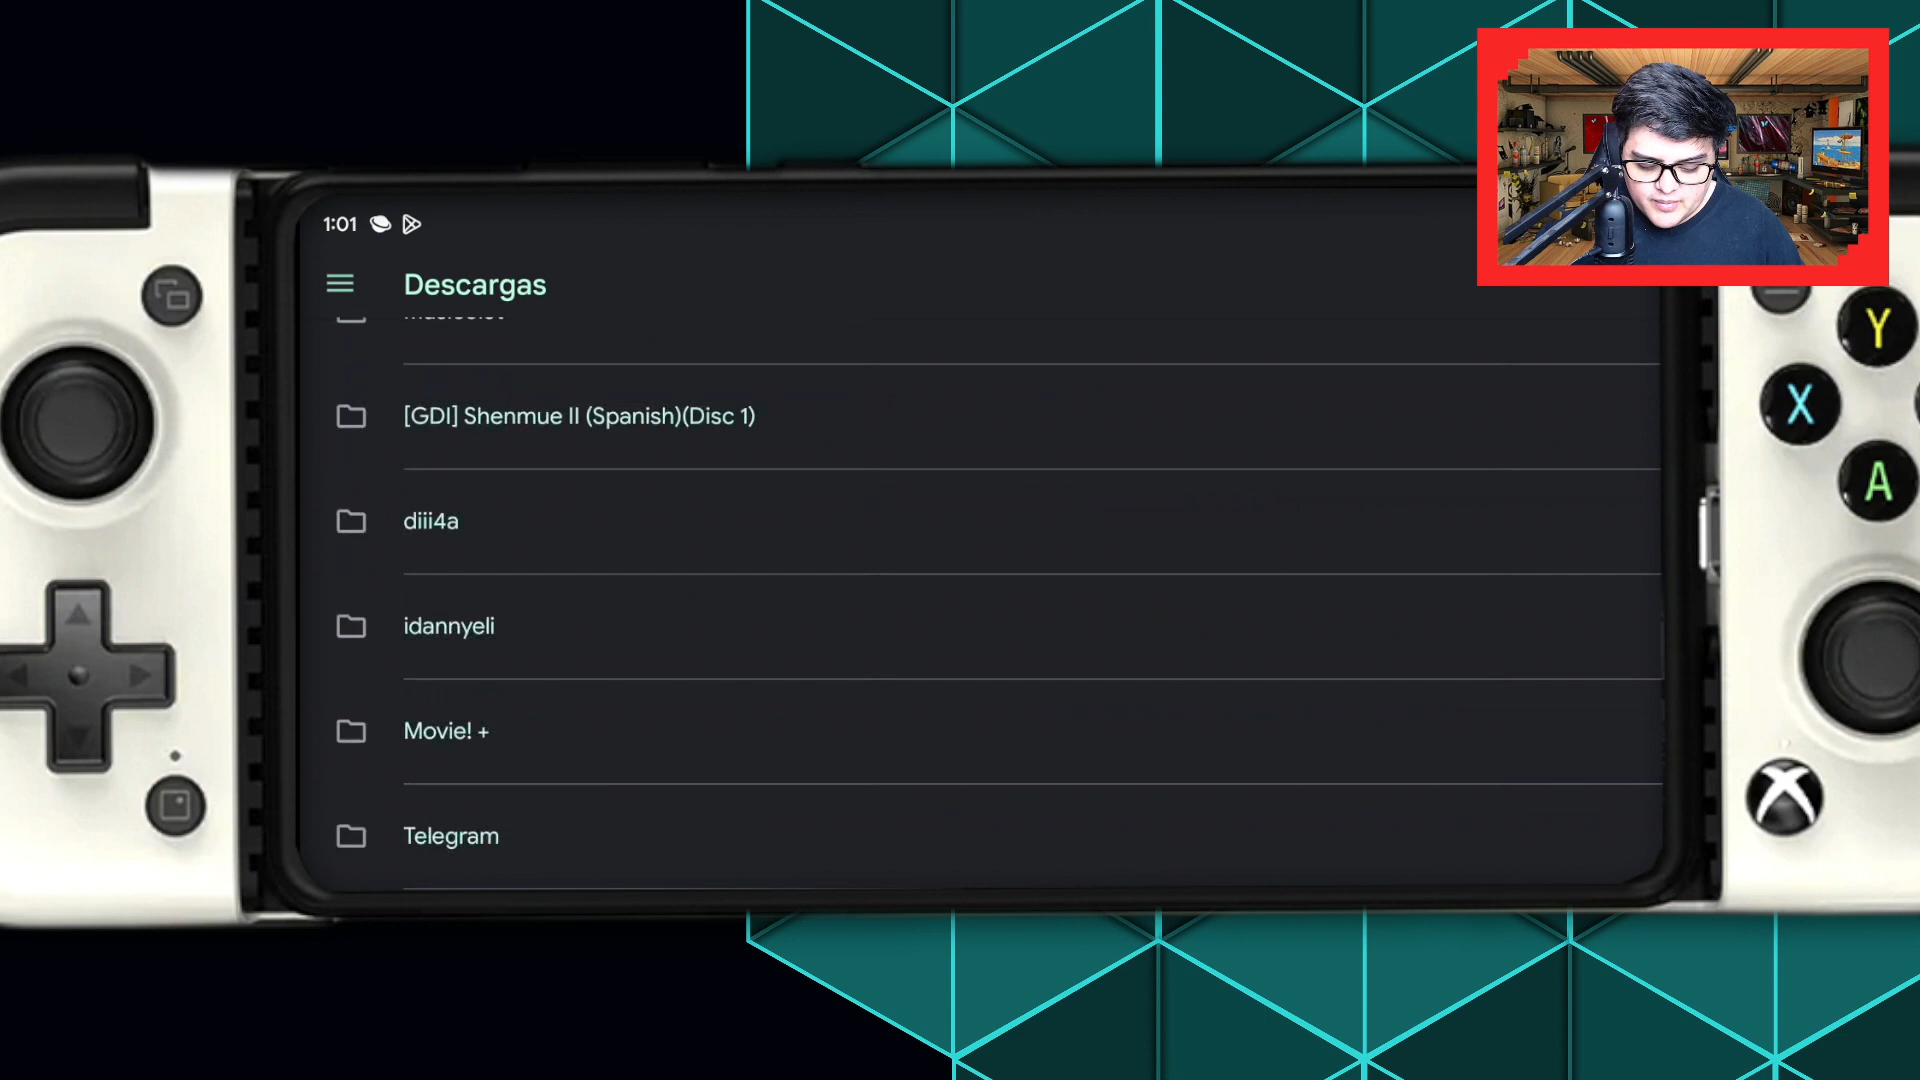 1:01
Descargas
[GDI] Shenmue II (Spanish)(Disc 1)
diii4a
idannyeli
Movie! +
Telegram
Y
X
A